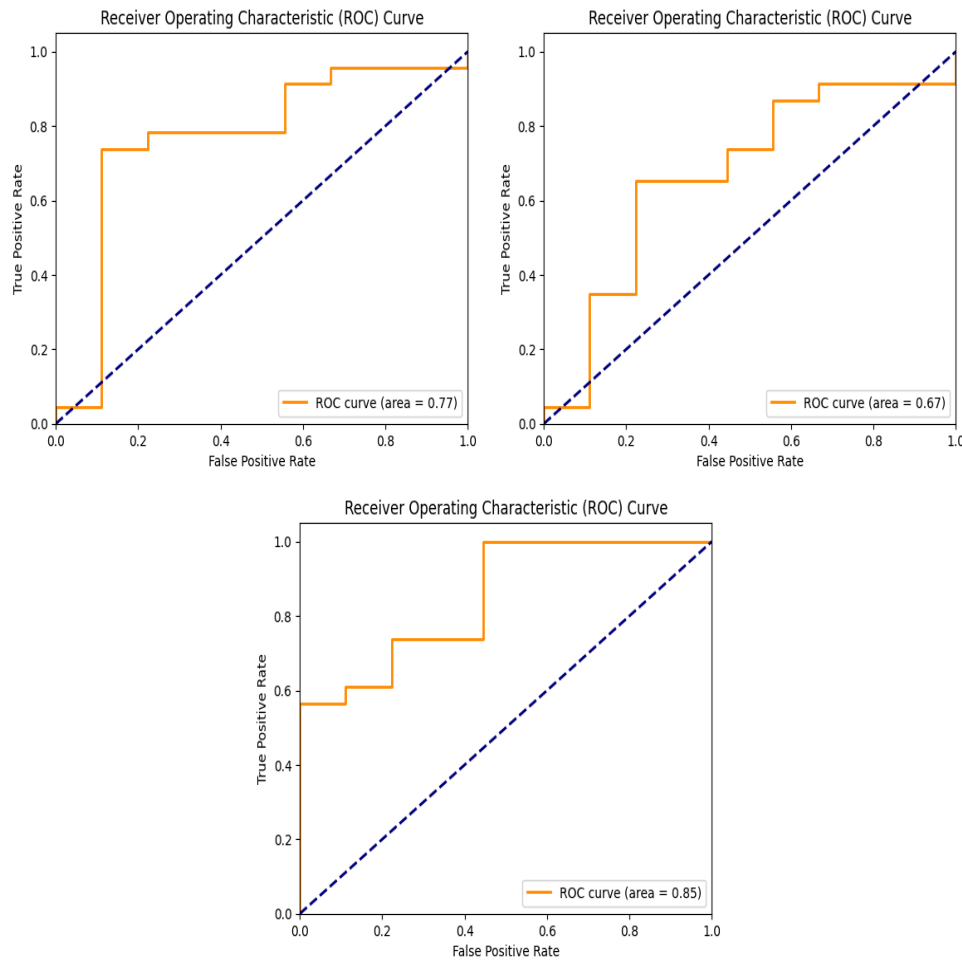 Receiver Operating Characteristic (ROC) Curve
True Positive Rate
1.0
0.8
0.6
0.4
0.2
0.0
ROC curve (area = 0.77)
0.0 0.2 0.4 0.6 0.8 1.0
False Positive Rate
Receiver Operating Characteristic (ROC) Curve
True Positive Rate
1.0
0.8
0.6
0.4
0.2
0.0
ROC curve (area = 0.67)
0.0 0.2 0.4 0.6 0.8 1.0
False Positive Rate
Receiver Operating Characteristic (ROC) Curve
True Positive Rate
1.0
0.8
0.6
0.4
0.2
0.0
ROC curve (area = 0.85)
0.0 0.2 0.4 0.6 0.8 1.0
False Positive Rate